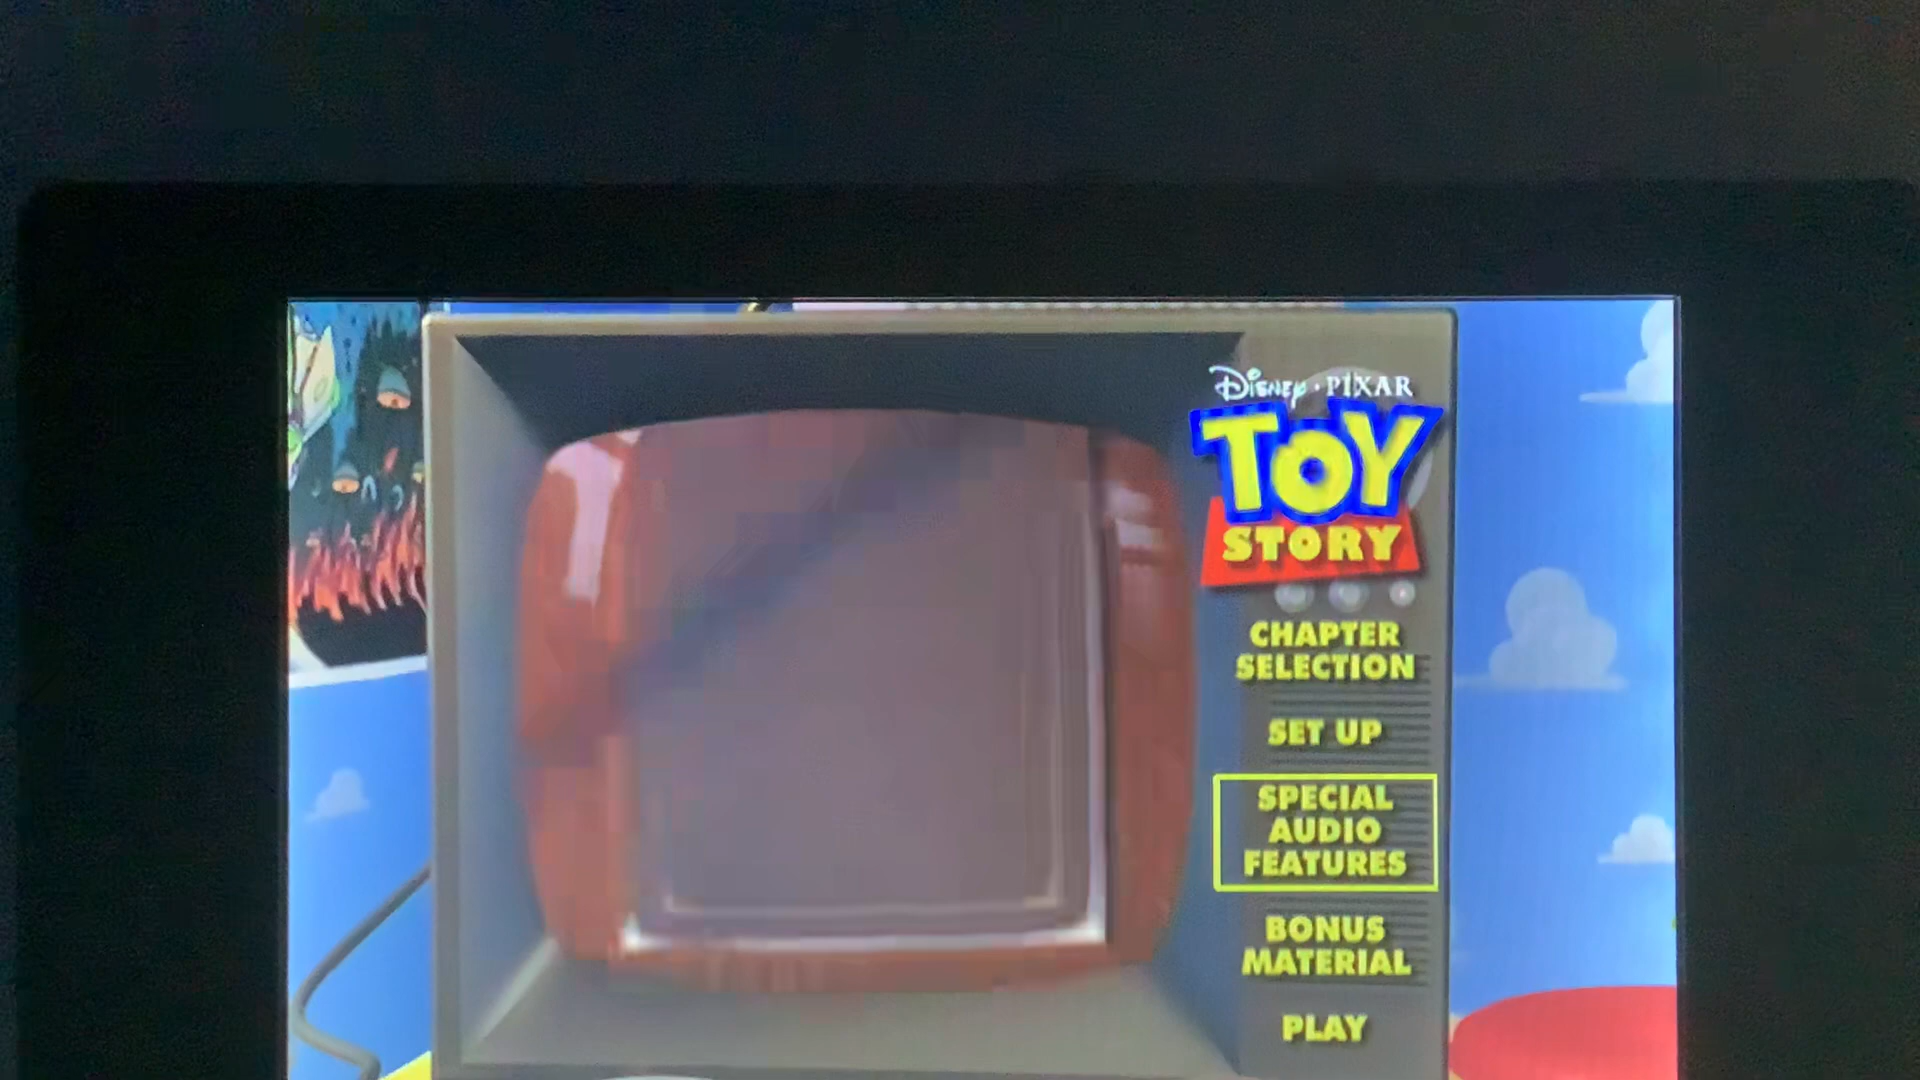 Disney · PIXAR
TOY
STORY
CHAPTER
SELECTION
SET UP
SPECIAL
AUDIO
FEATURES
BONUS
MATERIAL
PLAY